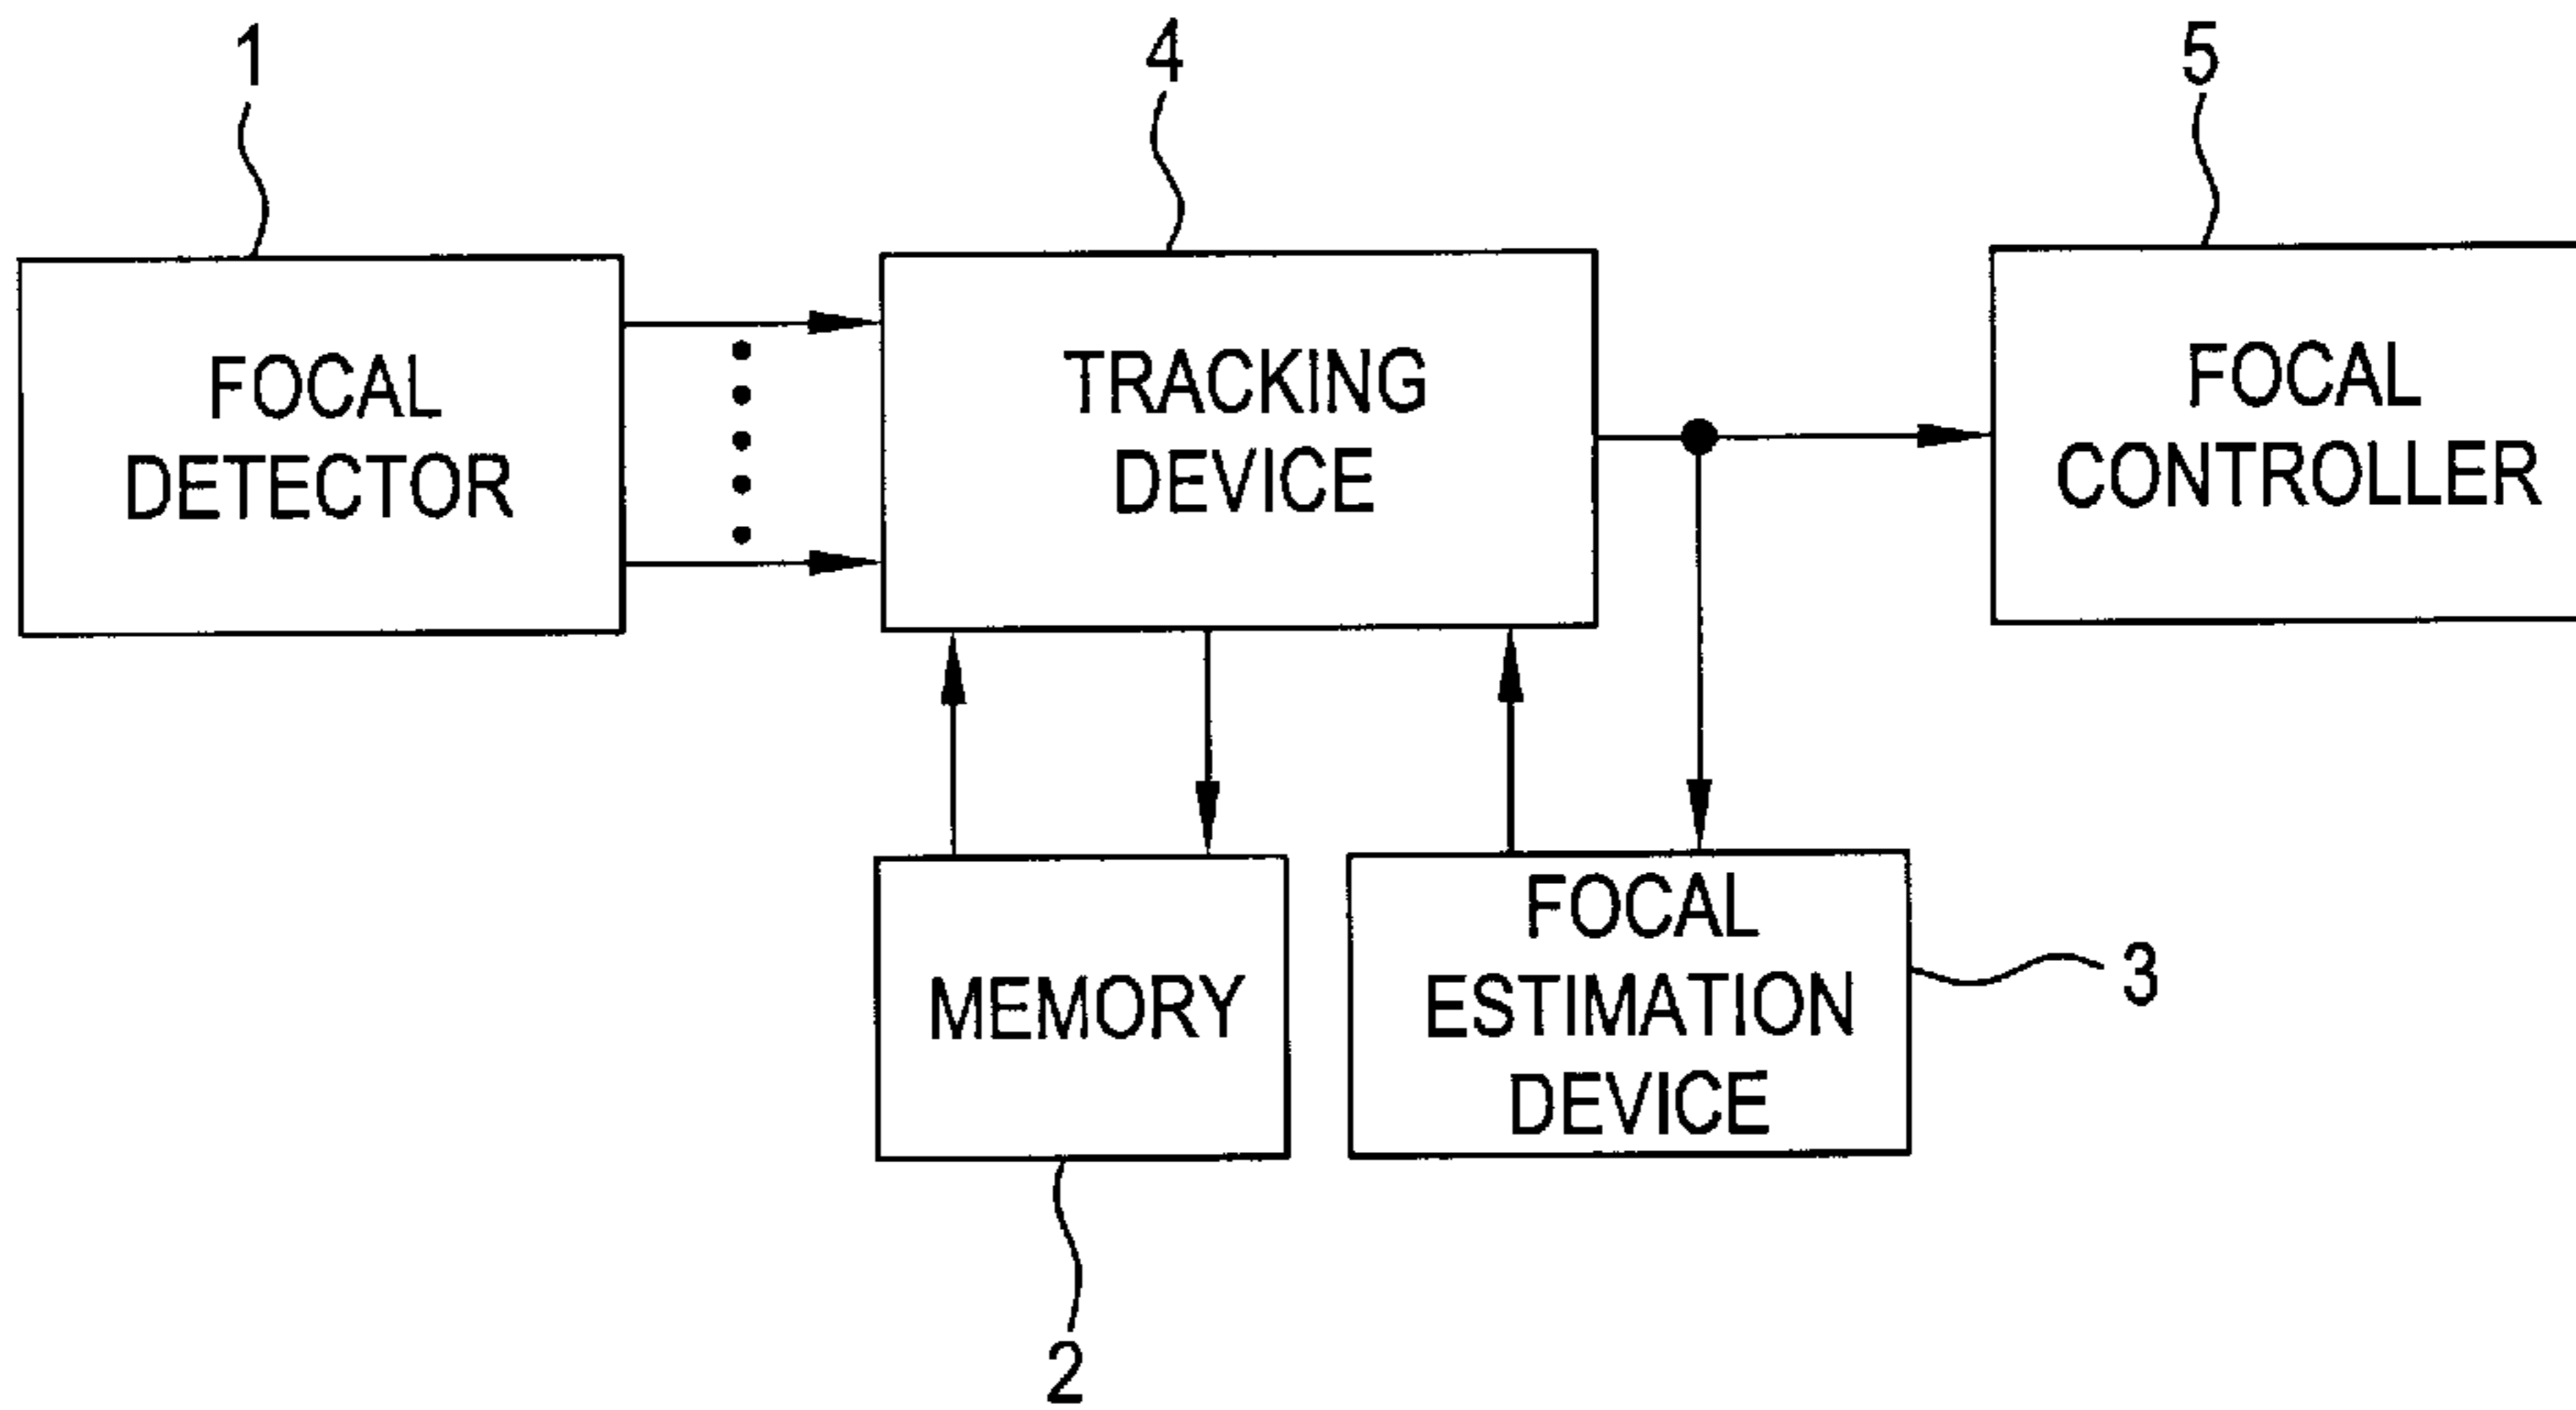 1
4
5
FOCAL
DETECTOR
TRACKING
DEVICE
FOCAL
CONTROLLER
MEMORY
FOCAL
ESTIMATION
DEVICE
3
2